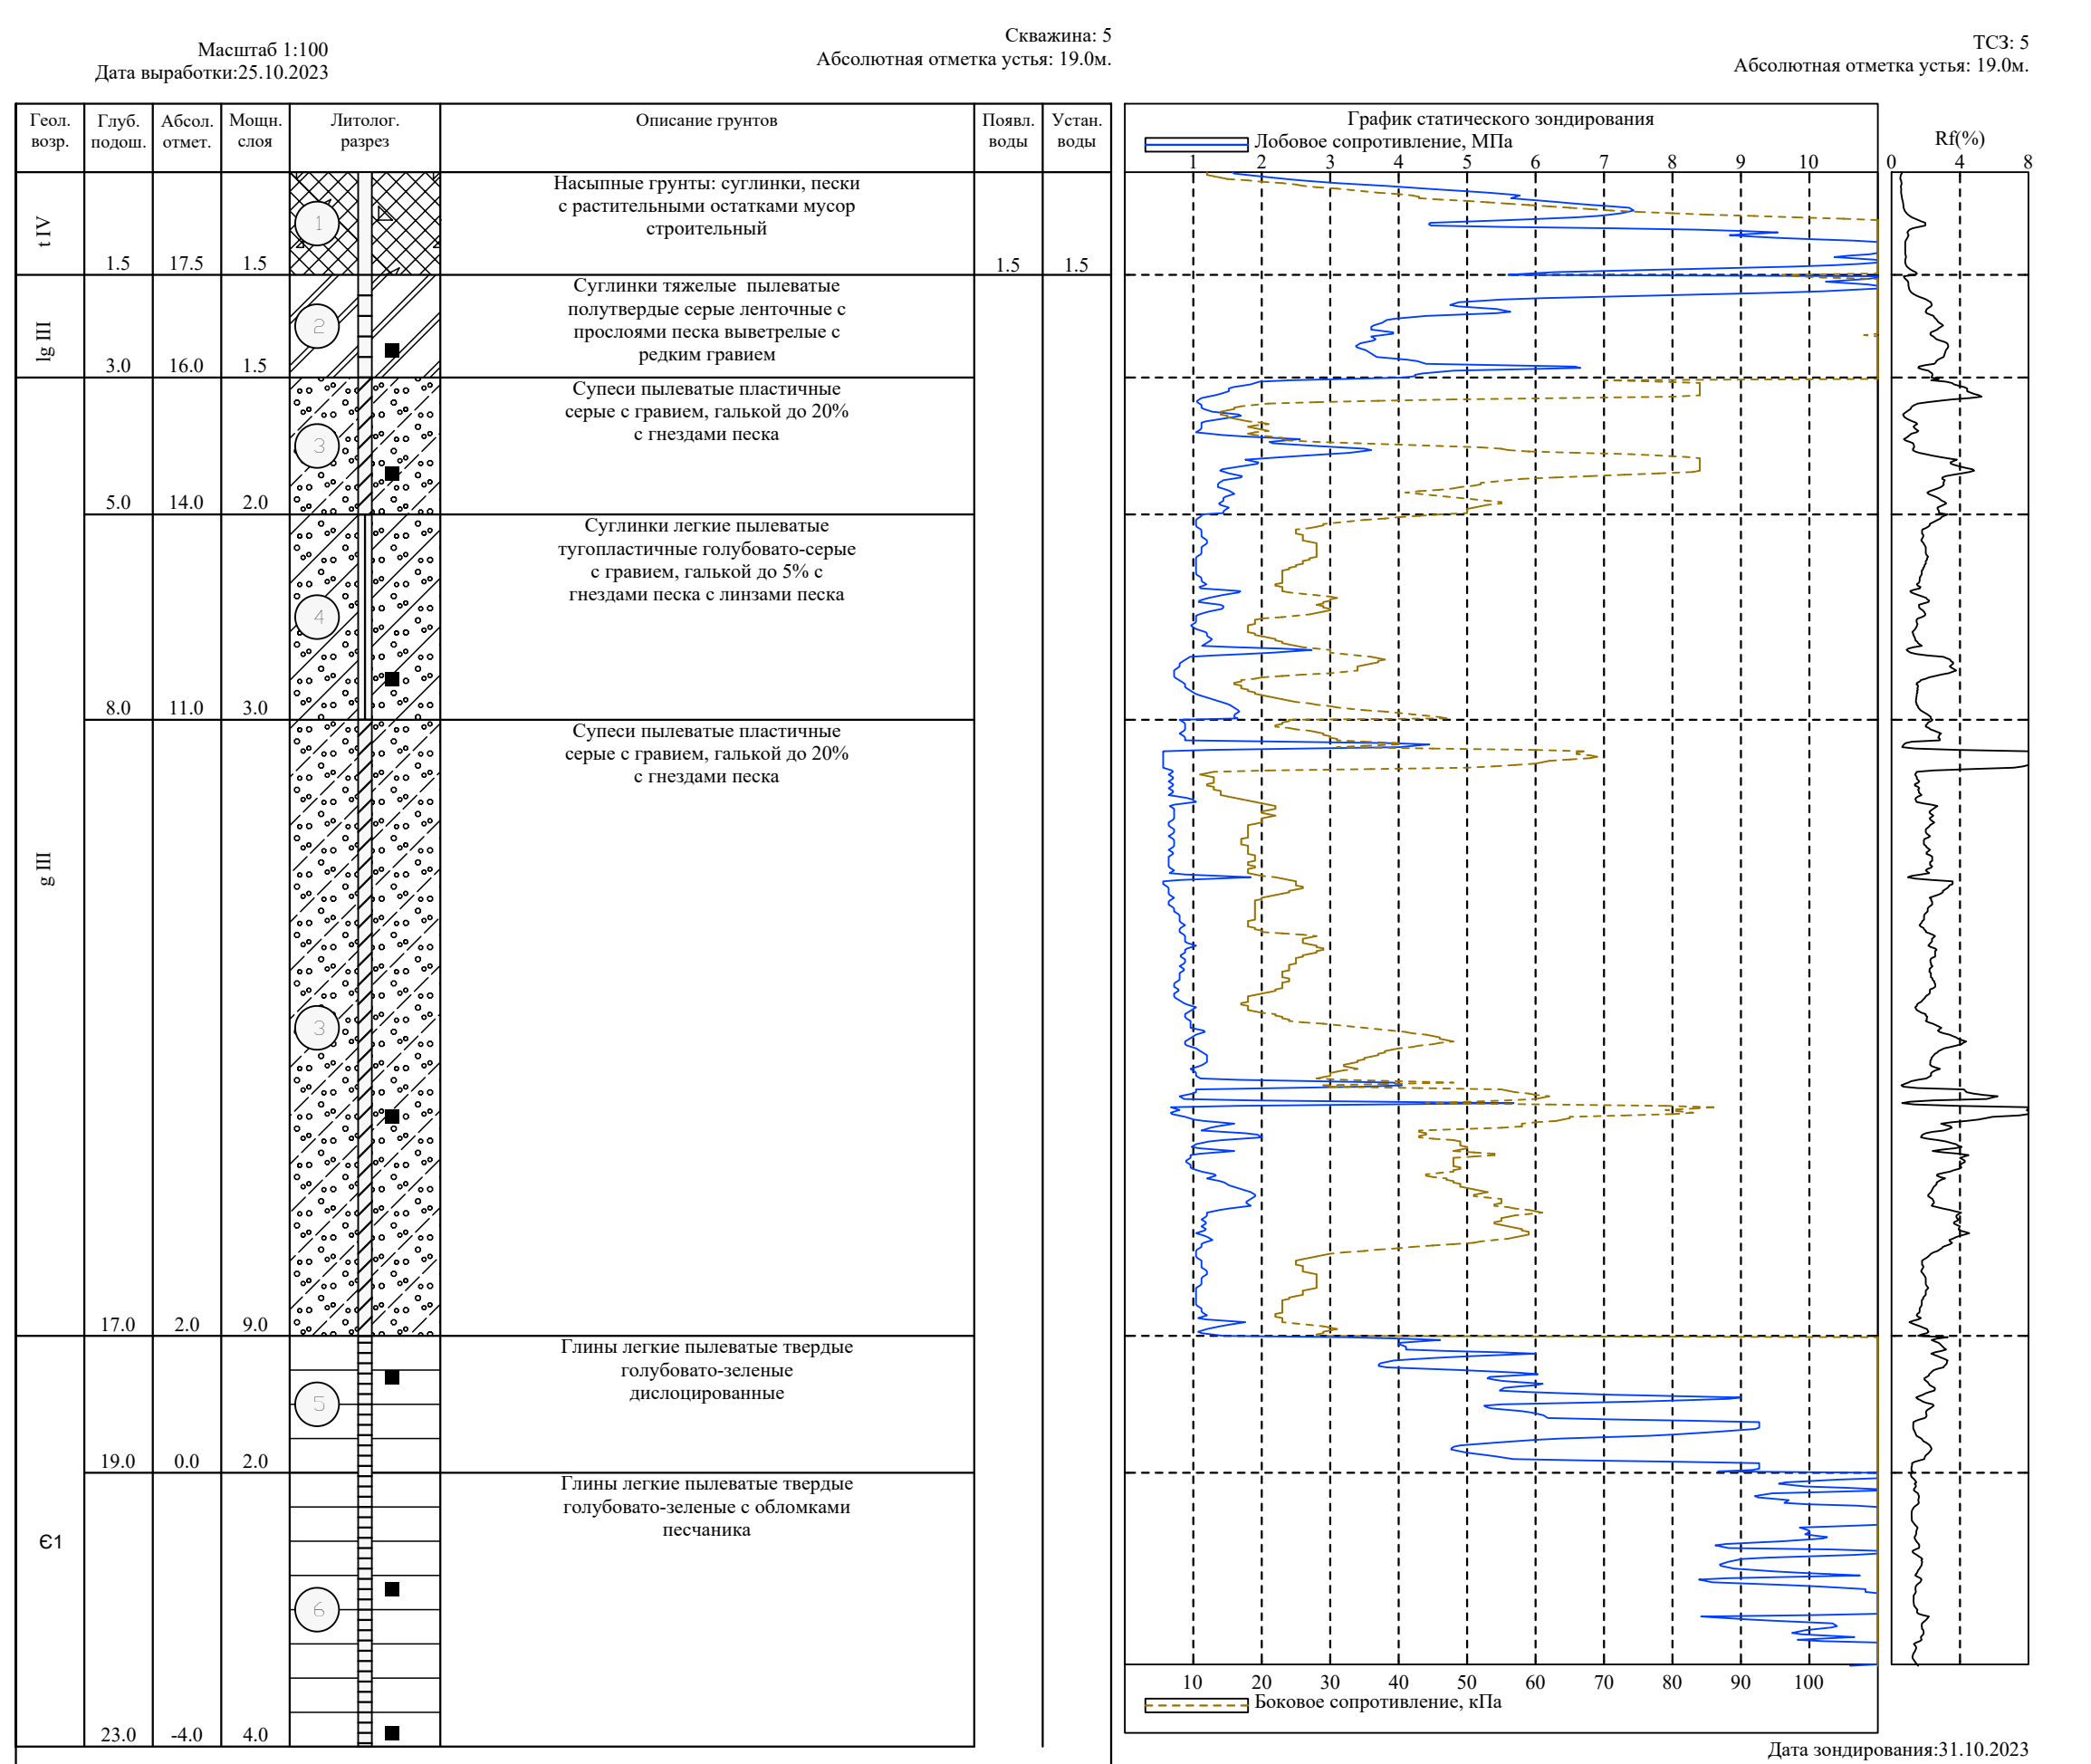 Масштаб 1:100
Дата выработки:25.10.2023
Скважина: 5
Абсолютная отметка устья: 19.0м.
ТСЗ: 5
Абсолютная отметка устья: 19.0м.
Геол. возр.
Глуб. подош.
Абсол. отмет.
Мощн. слоя
Литолог. разрез
Описание грунтов
Появл. воды
Устан. воды
График статического зондирования
Лобовое сопротивление, МПа
1 2 3 4 5 6 7 8 9 10
Rf(%)
0 4 8
t IV
1
Насыпные грунты: суглинки, пески
с растительными остатками мусор
строительный
1.5 17.5 1.5
1.5 1.5
lg III
2
Суглинки тяжелые  пылеватые
полутвердые серые ленточные с
прослоями песка выветрелые с
редким гравием
3.0 16.0 1.5
g III
3
Супеси пылеватые пластичные
серые с гравием, галькой до 20%
с гнездами песка
5.0 14.0 2.0
4
Суглинки легкие пылеватые
тугопластичные голубовато-серые
с гравием, галькой до 5% с
гнездами песка с линзами песка
8.0 11.0 3.0
3
Супеси пылеватые пластичные
серые с гравием, галькой до 20%
с гнездами песка
17.0 2.0 9.0
Є1
5
Глины легкие пылеватые твердые
голубовато-зеленые
дислоцированные
19.0 0.0 2.0
6
Глины легкие пылеватые твердые
голубовато-зеленые с обломками
песчаника
23.0 -4.0 4.0
10 20 30 40 50 60 70 80 90 100
Боковое сопротивление, кПа
Дата зондирования:31.10.2023